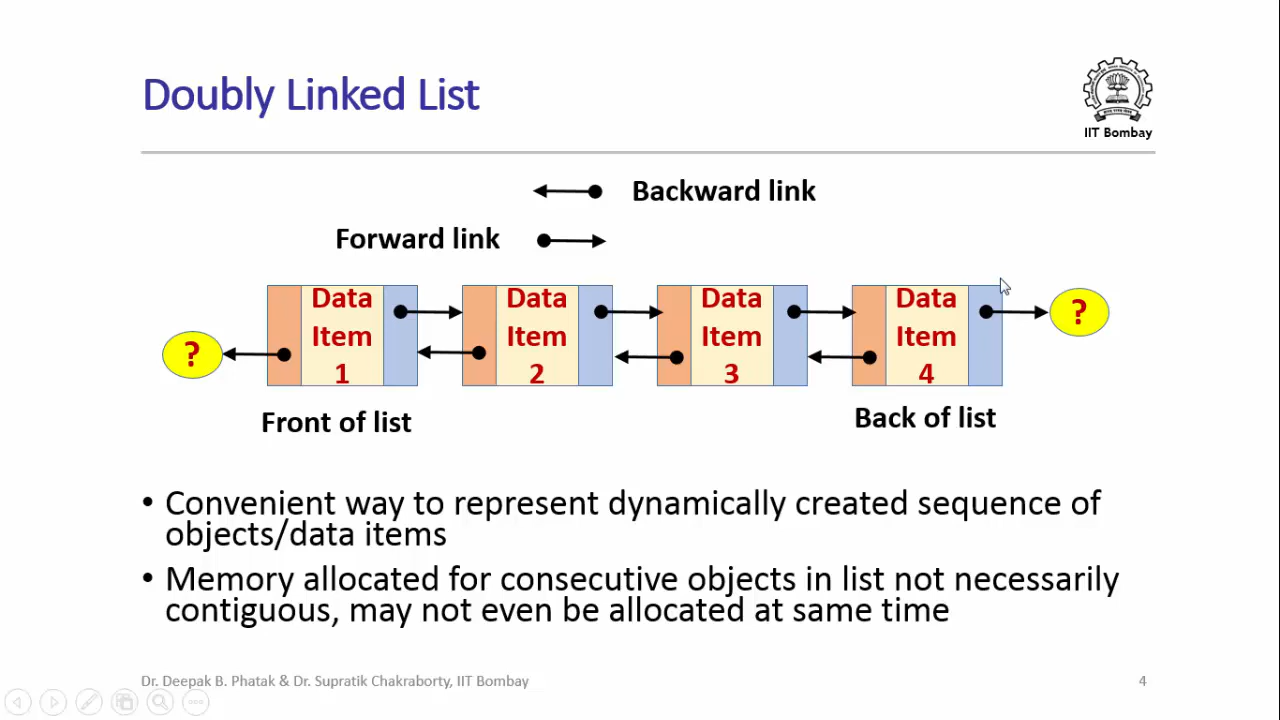 Doubly Linked List
IIT Bombay
Backward link
Forward link
Data
Item
1
Data
Item
2
Data
Item
3
Data
Item
4
?
?
Front of list
Back of list
• Convenient way to represent dynamically created sequence of
objects/data items
• Memory allocated for consecutive objects in list not necessarily
contiguous, may not even be allocated at same time
Dr. Deepak B. Phatak & Dr. Supratik Chakraborty, IIT Bombay
4